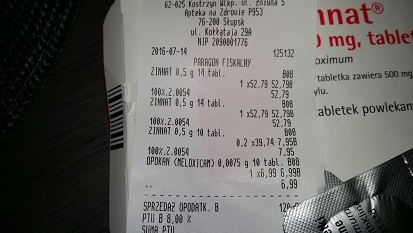 62-025 Kostrzyn Wlkp. ul. Żniwna 5
Apteka na Zdrowie P953
76-200 Słupsk
ul. Kołłątaja 29A
NIP 2090001776
2016-07-14 125132
PARAGON FISKALNY
ZINNAT 0,5 g 14 tabl. B08
1 x52,79 52,79B
100%.2.0054 52,79
ZINNAT 0,5 g 14 tabl. B08
1 x52,79 52,79B
100%.2.0054 52,79
ZINNAT 0,5 g 10 tabl. B08
0,2 x39,74 7,95B
100%.2.0054 7,95
OPOKAN (MELOXICAM) 0,0075 g 10 tabl. B08
1 x6,99 6,99B
.. 6,99
SPRZEDAŻ OPODATK. B
PTU B 8,00 %
SUMA PTU
nnat®
0 mg, tablet
oximum
tabletka zawiera 500 mg
ylu.
abletek powlekan